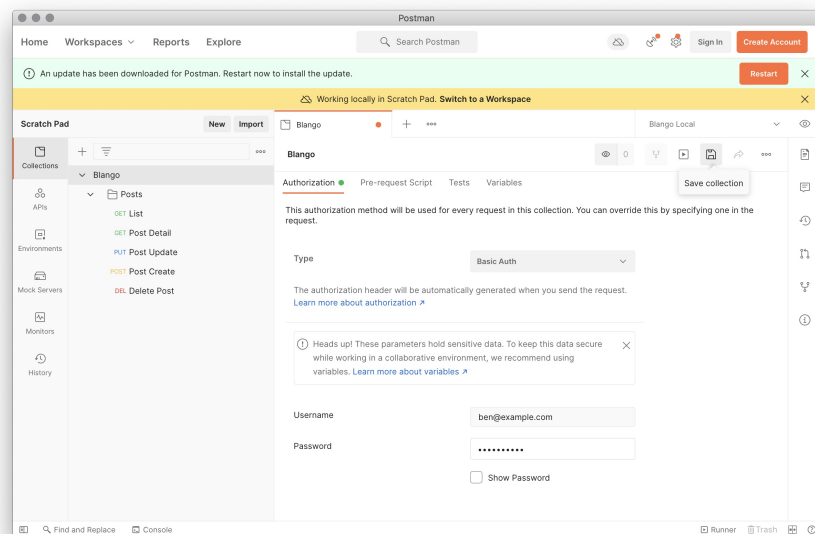 Postman
Home Workspaces Reports Explore Search Postman Sign In Create Account
An update has been downloaded for Postman. Restart now to install the update. Restart
Working locally in Scratch Pad. Switch to a Workspace
Scratch Pad New Import Blango Blango Local
Collections
APIs
Environments
Mock Servers
Monitors
History
Blango
Posts
GET List
GET Post Detail
PUT Post Update
POST Post Create
DEL Delete Post
Blango 0
Save collection
Authorization Pre-request Script Tests Variables
This authorization method will be used for every request in this collection. You can override this by specifying one in the
request.
Type Basic Auth
The authorization header will be automatically generated when you send the request.
Learn more about authorization
Heads up! These parameters hold sensitive data. To keep this data secure
while working in a collaborative environment, we recommend using
variables. Learn more about variables
Username ben@example.com
Password ••••••••••
Show Password
Find and Replace Console Runner Trash